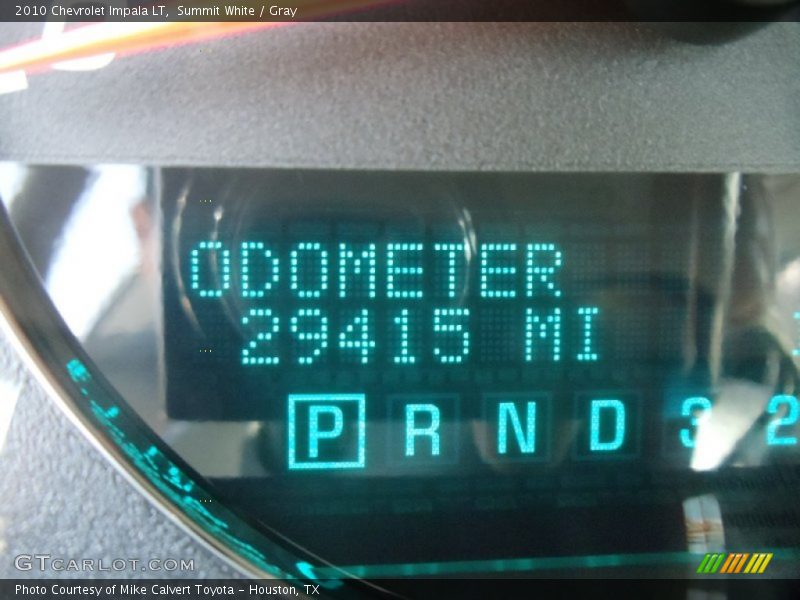 2010 Chevrolet Impala LT,  Summit White / Gray
ODOMETER
29415 MI
P R N D 3 2
GTCARLOT.COM
Photo Courtesy of Mike Calvert Toyota - Houston, TX